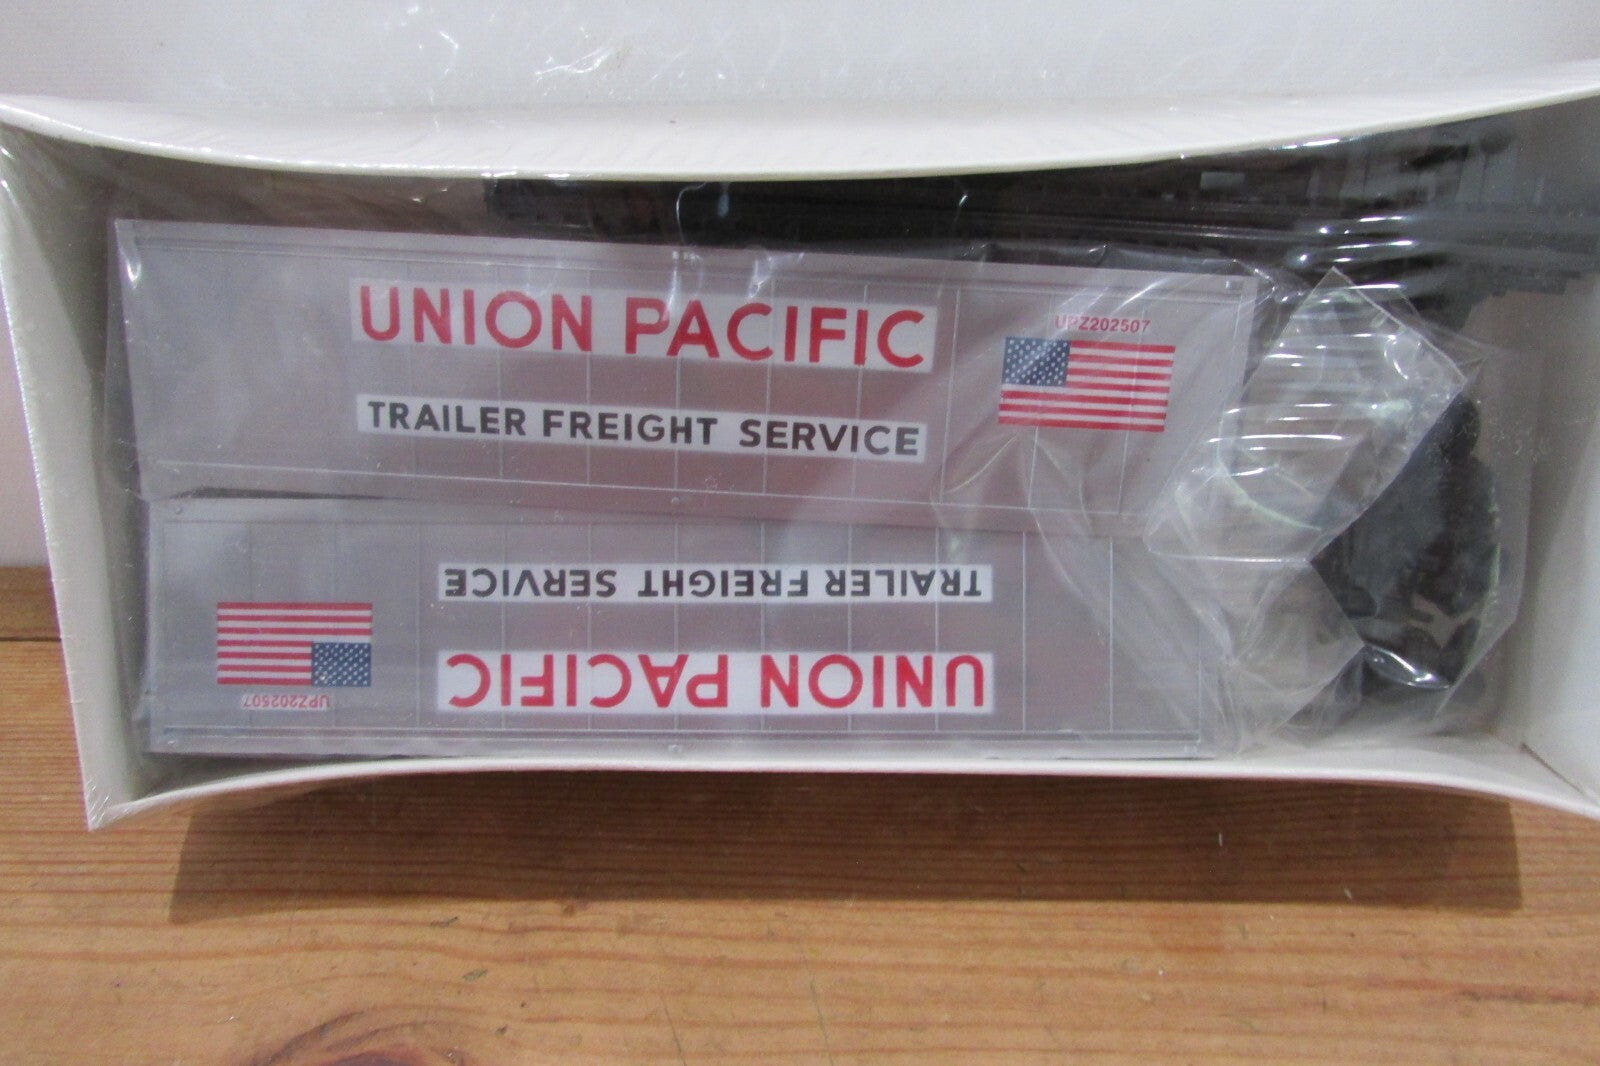 UNION PACIFIC
UPZ202507
TRAILER FREIGHT SERVICE
TRAILER FREIGHT SERVICE
UNION PACIFIC
UPZ202507